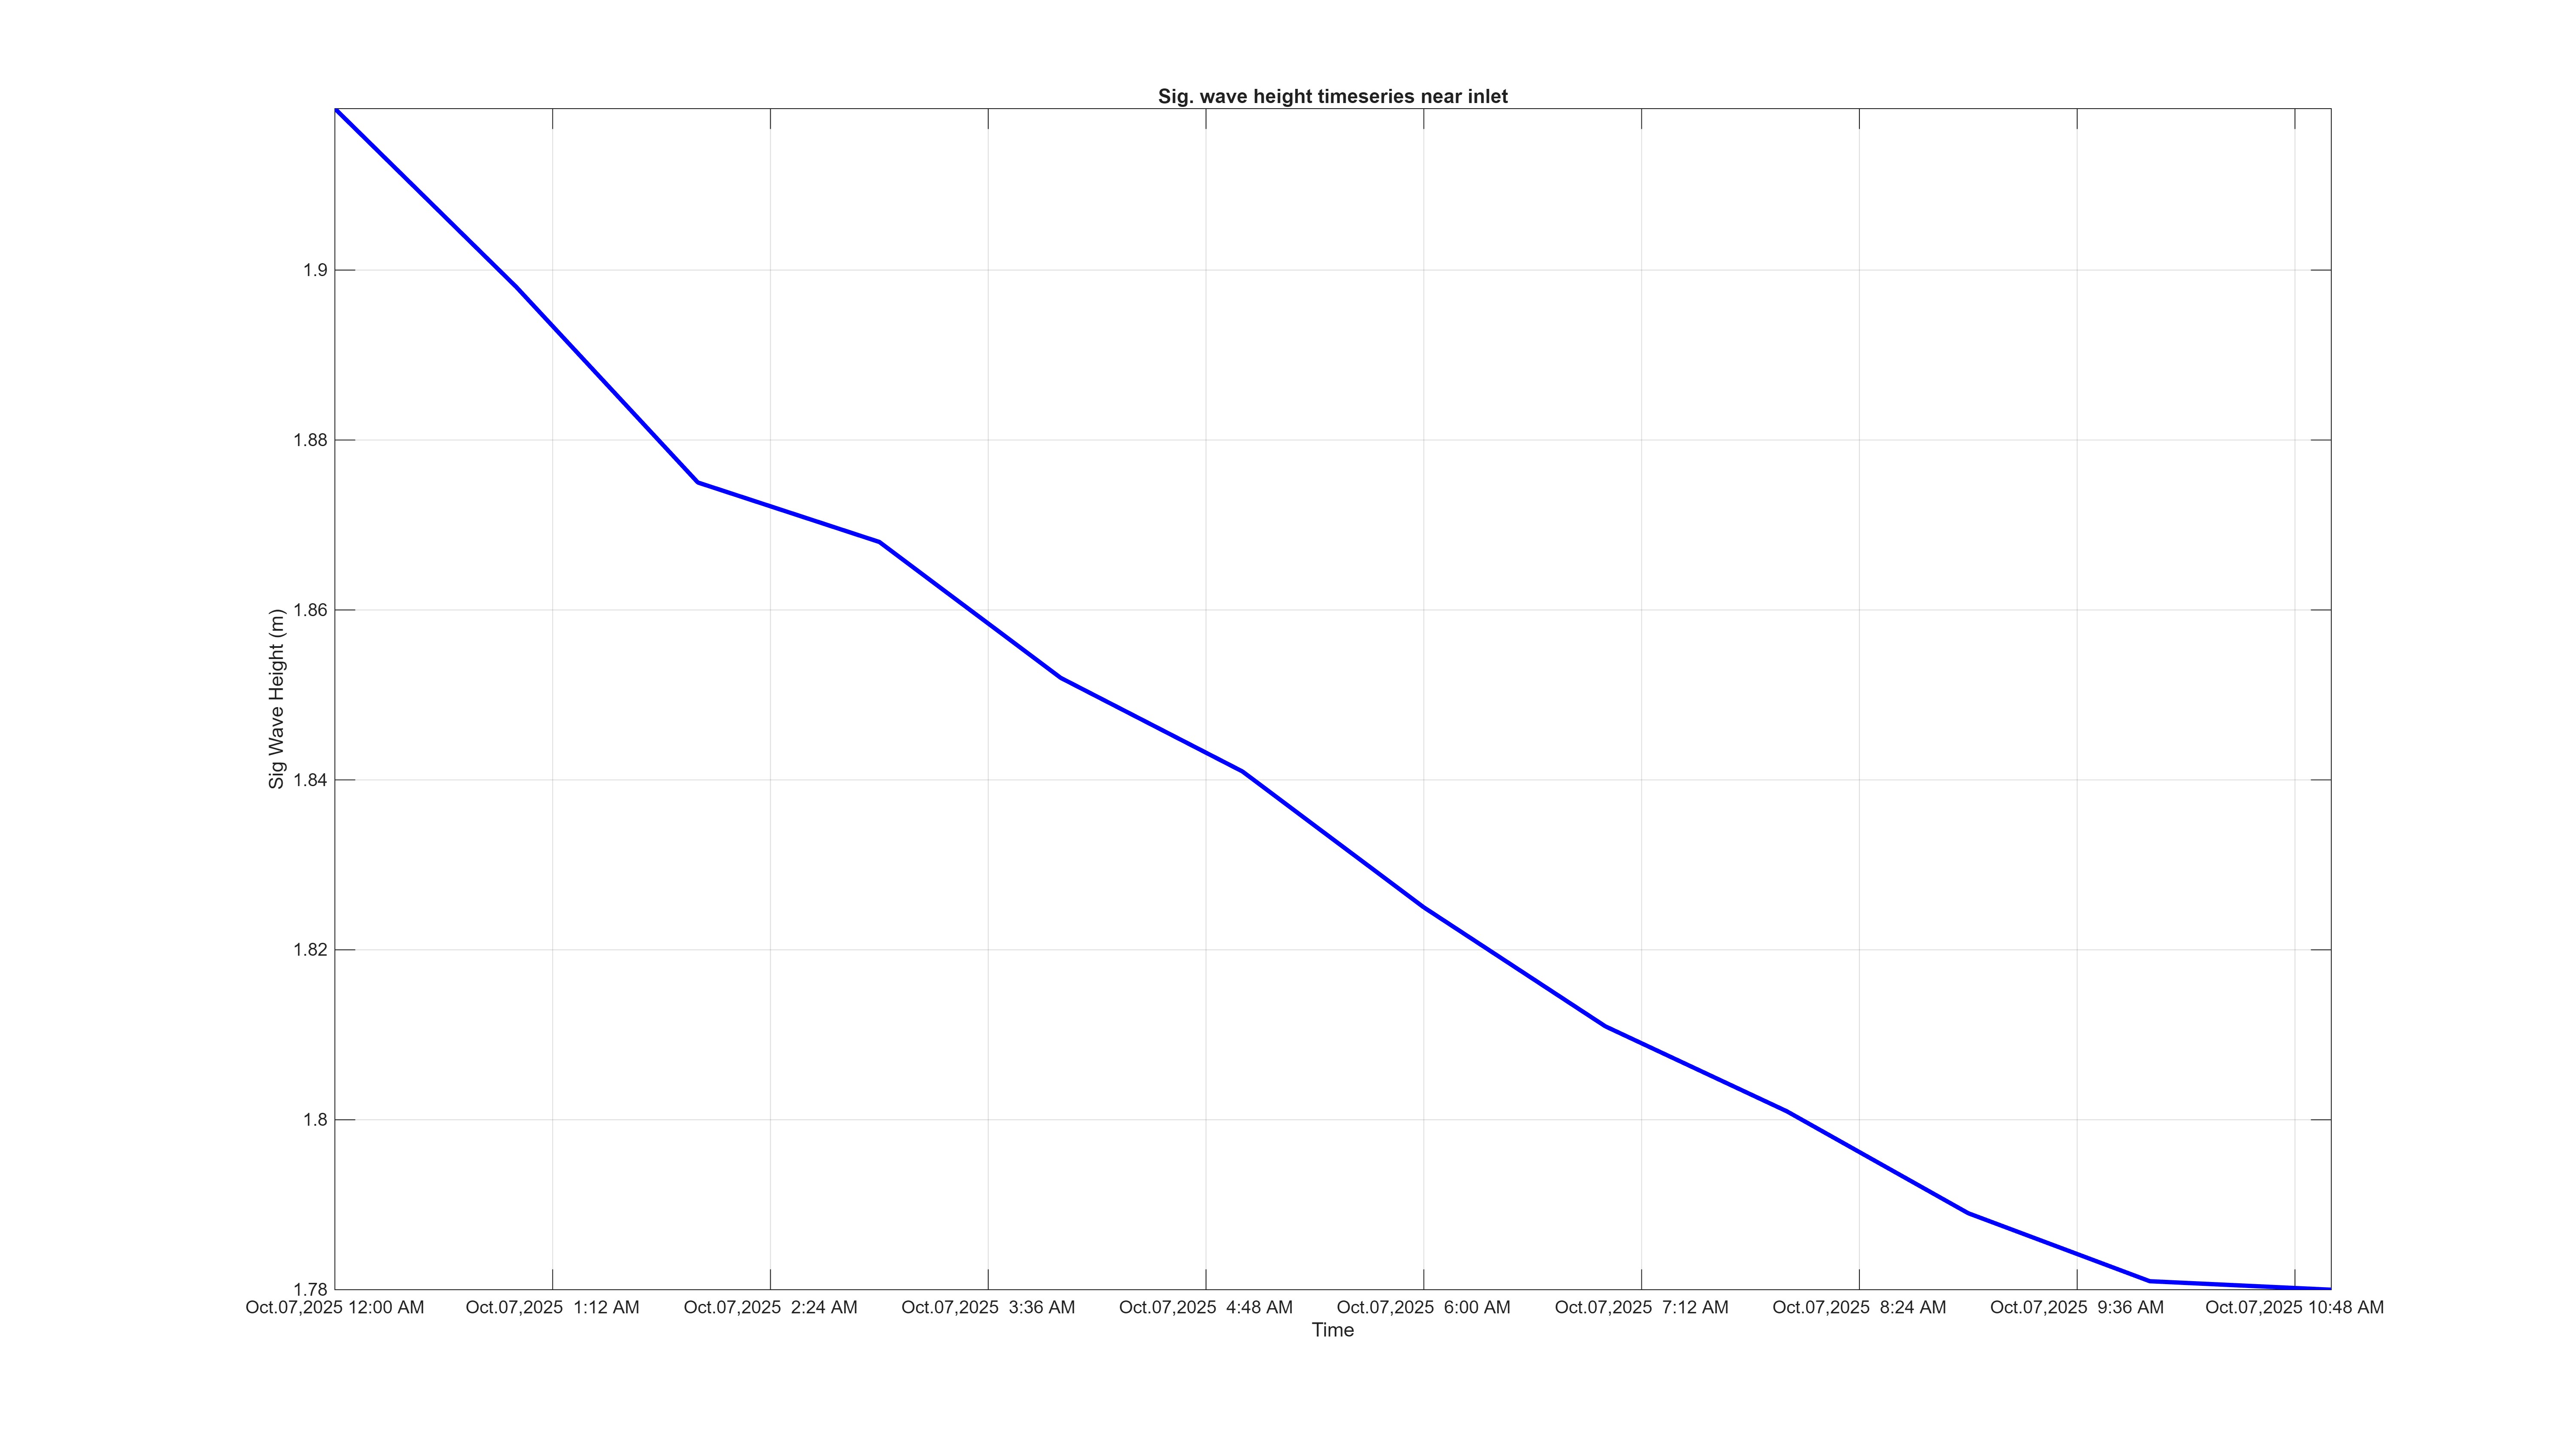 Sig. wave height timeseries near inlet
Sig Wave Height (m)
1.9
1.88
1.86
1.84
1.82
1.8
1.78
Oct.07,2025 12:00 AM Oct.07,2025  1:12 AM Oct.07,2025  2:24 AM Oct.07,2025  3:36 AM Oct.07,2025  4:48 AM Oct.07,2025  6:00 AM Oct.07,2025  7:12 AM Oct.07,2025  8:24 AM Oct.07,2025  9:36 AM Oct.07,2025 10:48 AM
Time